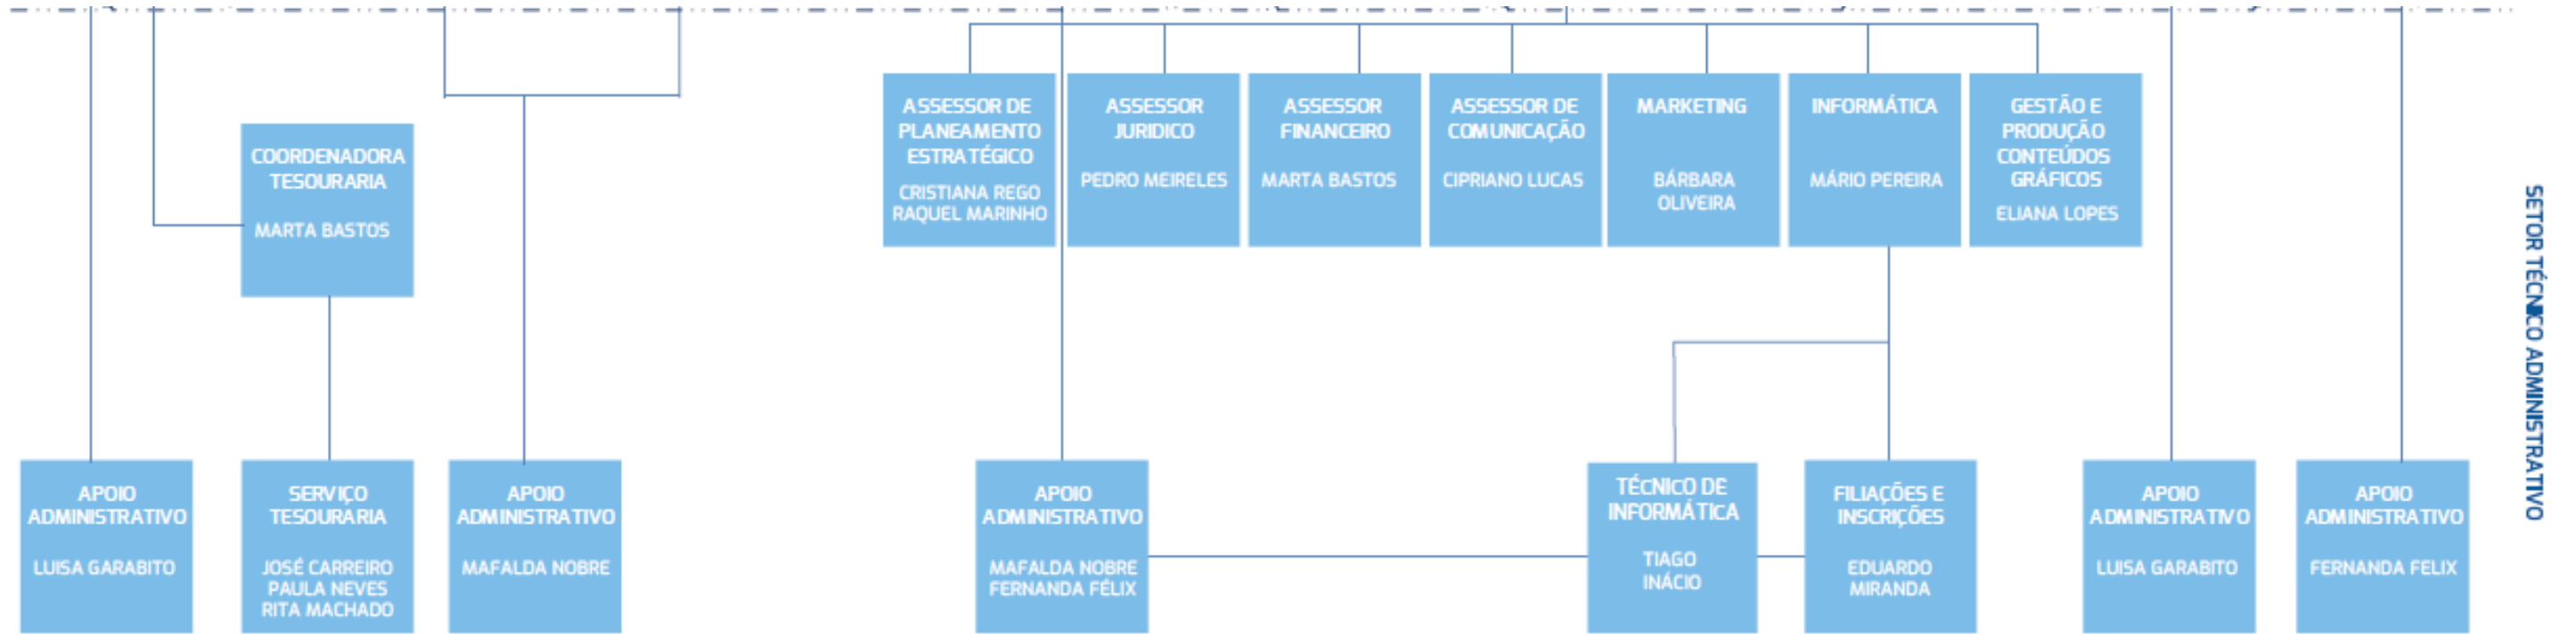 ASSESSOR DE
PLANEAMENTO
ESTRATÉGICO
CRISTIANA REGO
RAQUEL MARINHO
ASSESSOR
JURIDICO
PEDRO MEIRELES
ASSESSOR
FINANCEIRO
MARTA BASTOS
ASSESSOR DE
COMUNICAÇÃO
CIPRIANO LUCAS
MARKETING
BÁRBARA
OLIVEIRA
INFORMÁTICA
MÁRIO PEREIRA
GESTÃO E
PRODUÇÃO
CONTEÚDOS
GRÁFICOS
ELIANA LOPES
COORDENADORA
TESOURARIA
MARTA BASTOS
SETOR TÉCNICO ADMINISTRATIVO
APOIO
ADMINISTRATIVO
LUISA GARABITO
SERVIÇO
TESOURARIA
JOSÉ CARREIRO
PAULA NEVES
RITA MACHADO
APOIO
ADMINISTRATIVO
MAFALDA NOBRE
APOIO
ADMINISTRATIVO
MAFALDA NOBRE
FERNANDA FÉLIX
TÉCNICO DE
INFORMÁTICA
TIAGO
INÁCIO
FILIAÇÕES E
INSCRIÇÕES
EDUARDO
MIRANDA
APOIO
ADMINISTRATIVO
LUISA GARABITO
APOIO
ADMINISTRATIVO
FERNANDA FELIX